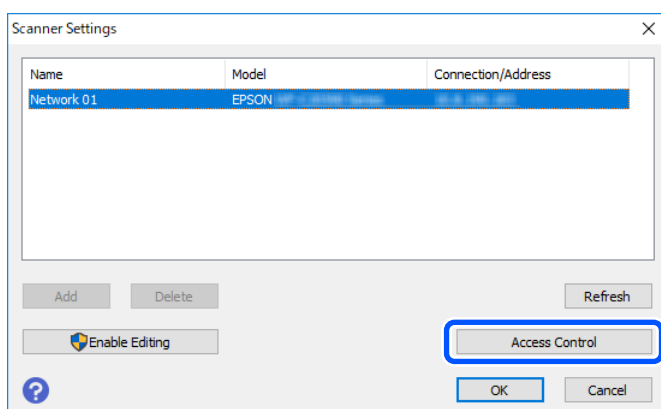 Scanner Settings
Name Model Connection/Address
Network 01 EPSON
Add Delete Refresh
Enable Editing Access Control
? OK Cancel